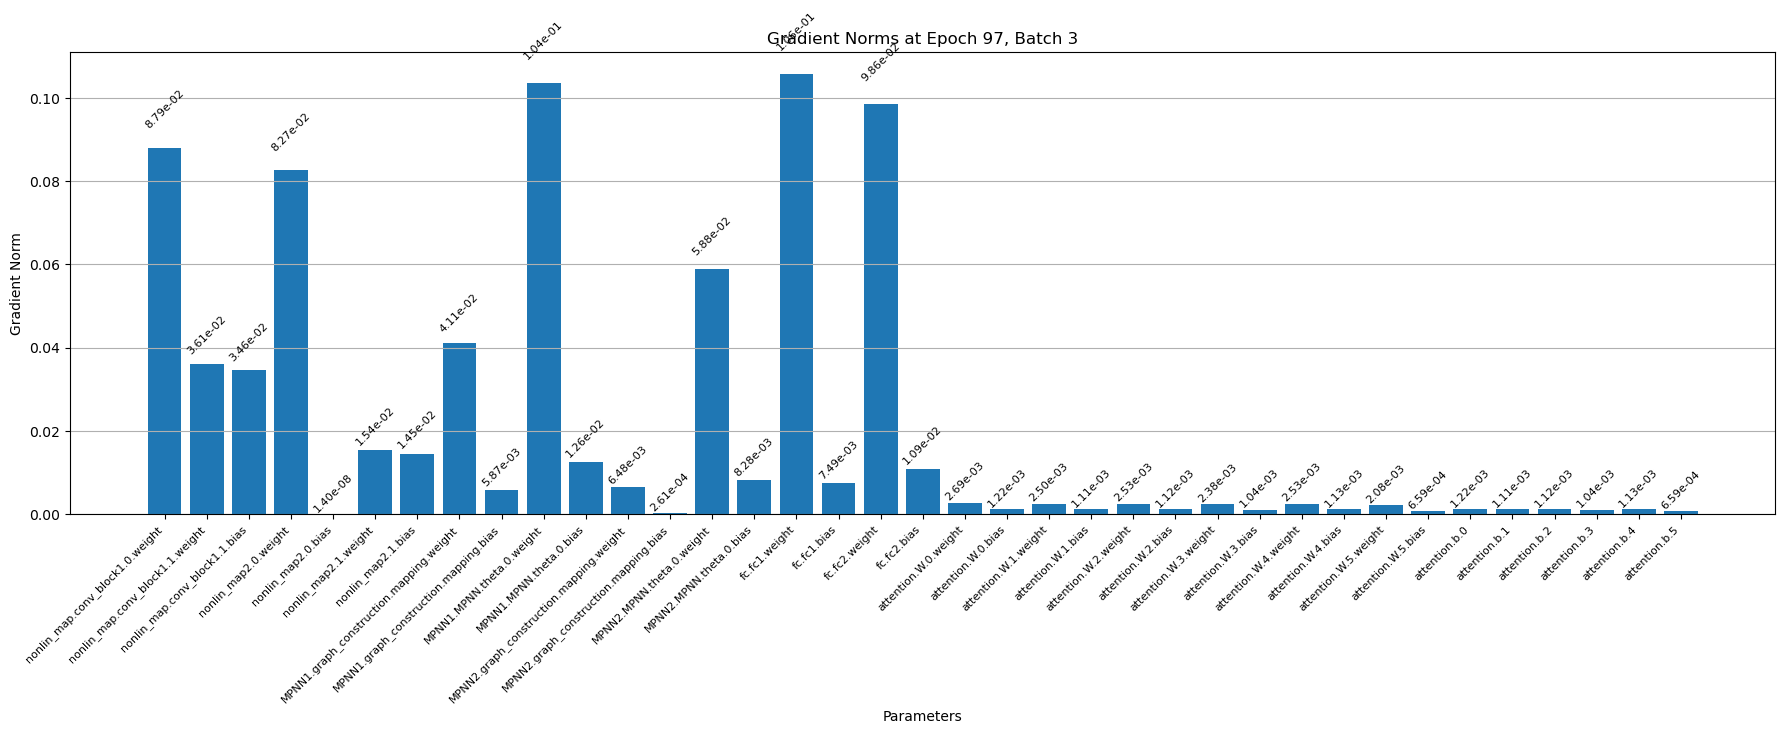 Gradient Norms at Epoch 97, Batch 3
Gradient Norm
0.10
0.08
0.06
0.04
0.02
0.00
8.79e-02
3.61e-02
3.46e-02
8.27e-02
1.40e-08
1.54e-02
1.45e-02
4.11e-02
5.87e-03
1.04e-01
1.26e-02
6.48e-03
2.61e-04
5.88e-02
8.28e-03
1.06e-01
7.49e-03
9.86e-02
1.09e-02
2.69e-03
1.22e-03
2.50e-03
1.11e-03
2.53e-03
1.12e-03
2.38e-03
1.04e-03
2.53e-03
1.13e-03
2.08e-03
6.59e-04
1.22e-03
1.11e-03
1.12e-03
1.04e-03
1.13e-03
6.59e-04
nonlin_map.conv_block1.0.weight
nonlin_map.conv_block1.1.weight
nonlin_map.conv_block1.1.bias
nonlin_map2.0.weight
nonlin_map2.0.bias
nonlin_map2.1.weight
nonlin_map2.1.bias
MPNN1.graph_construction.mapping.weight
MPNN1.graph_construction.mapping.bias
MPNN1.MPNN.theta.0.weight
MPNN1.MPNN.theta.0.bias
MPNN2.graph_construction.mapping.weight
MPNN2.graph_construction.mapping.bias
MPNN2.MPNN.theta.0.weight
MPNN2.MPNN.theta.0.bias
fc.fc1.weight
fc.fc1.bias
fc.fc2.weight
fc.fc2.bias
attention.W.0.weight
attention.W.0.bias
attention.W.1.weight
attention.W.1.bias
attention.W.2.weight
attention.W.2.bias
attention.W.3.weight
attention.W.3.bias
attention.W.4.weight
attention.W.4.bias
attention.W.5.weight
attention.W.5.bias
attention.b.0
attention.b.1
attention.b.2
attention.b.3
attention.b.4
attention.b.5
Parameters